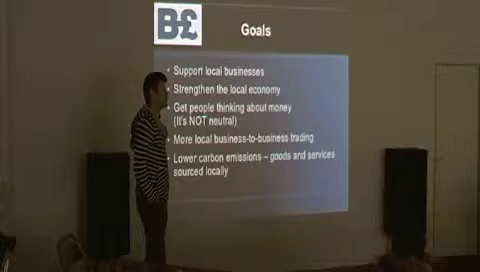 B£
Goals
• Support local businesses
• Strengthen the local economy
• Get people thinking about money
(It's NOT neutral)
• More local business-to-business trading
• Lower carbon emissions – goods and services
sourced locally